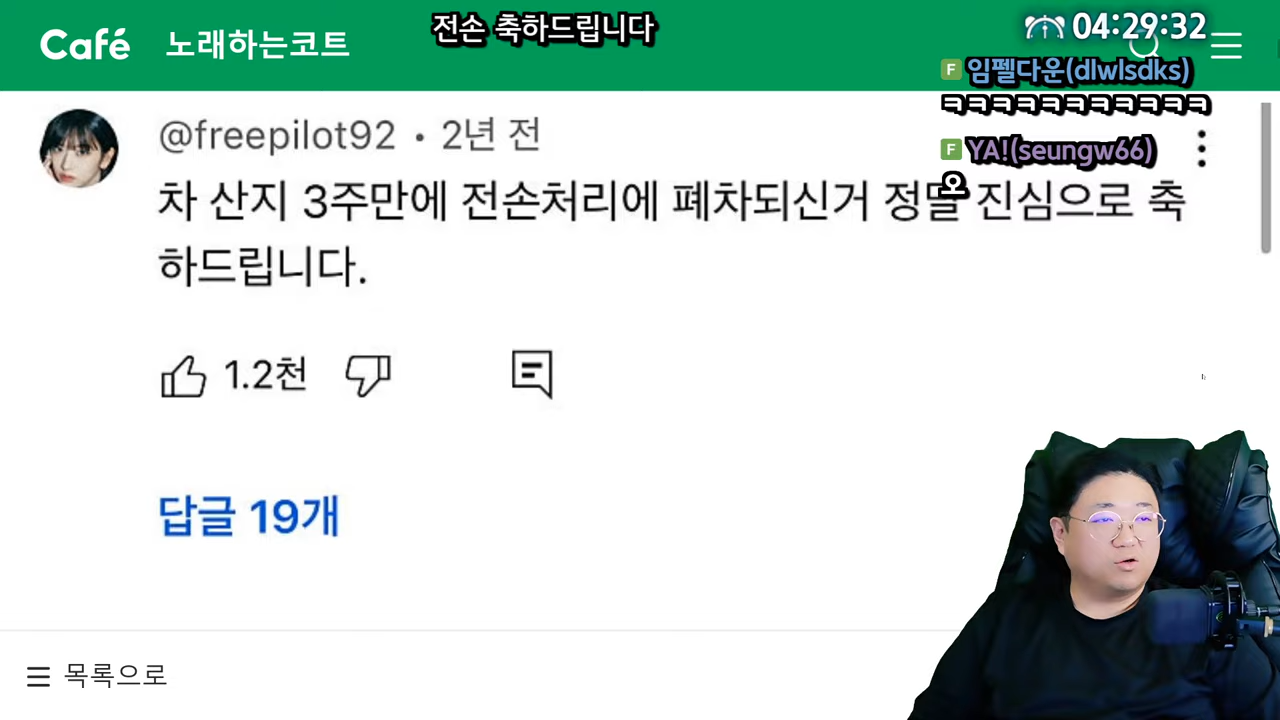 Café 노래하는코트
전손 축하드립니다
04:29:32
F 임펠다운(dlwlsdks)
ㅋㅋㅋㅋㅋㅋㅋㅋㅋㅋㅋ
F YA!(seungw66)
오
@freepilot92 • 2년 전
차 산지 3주만에 전손처리에 폐차되신거 정말 진심으로 축
하드립니다.
1.2천
답글 19개
목록으로